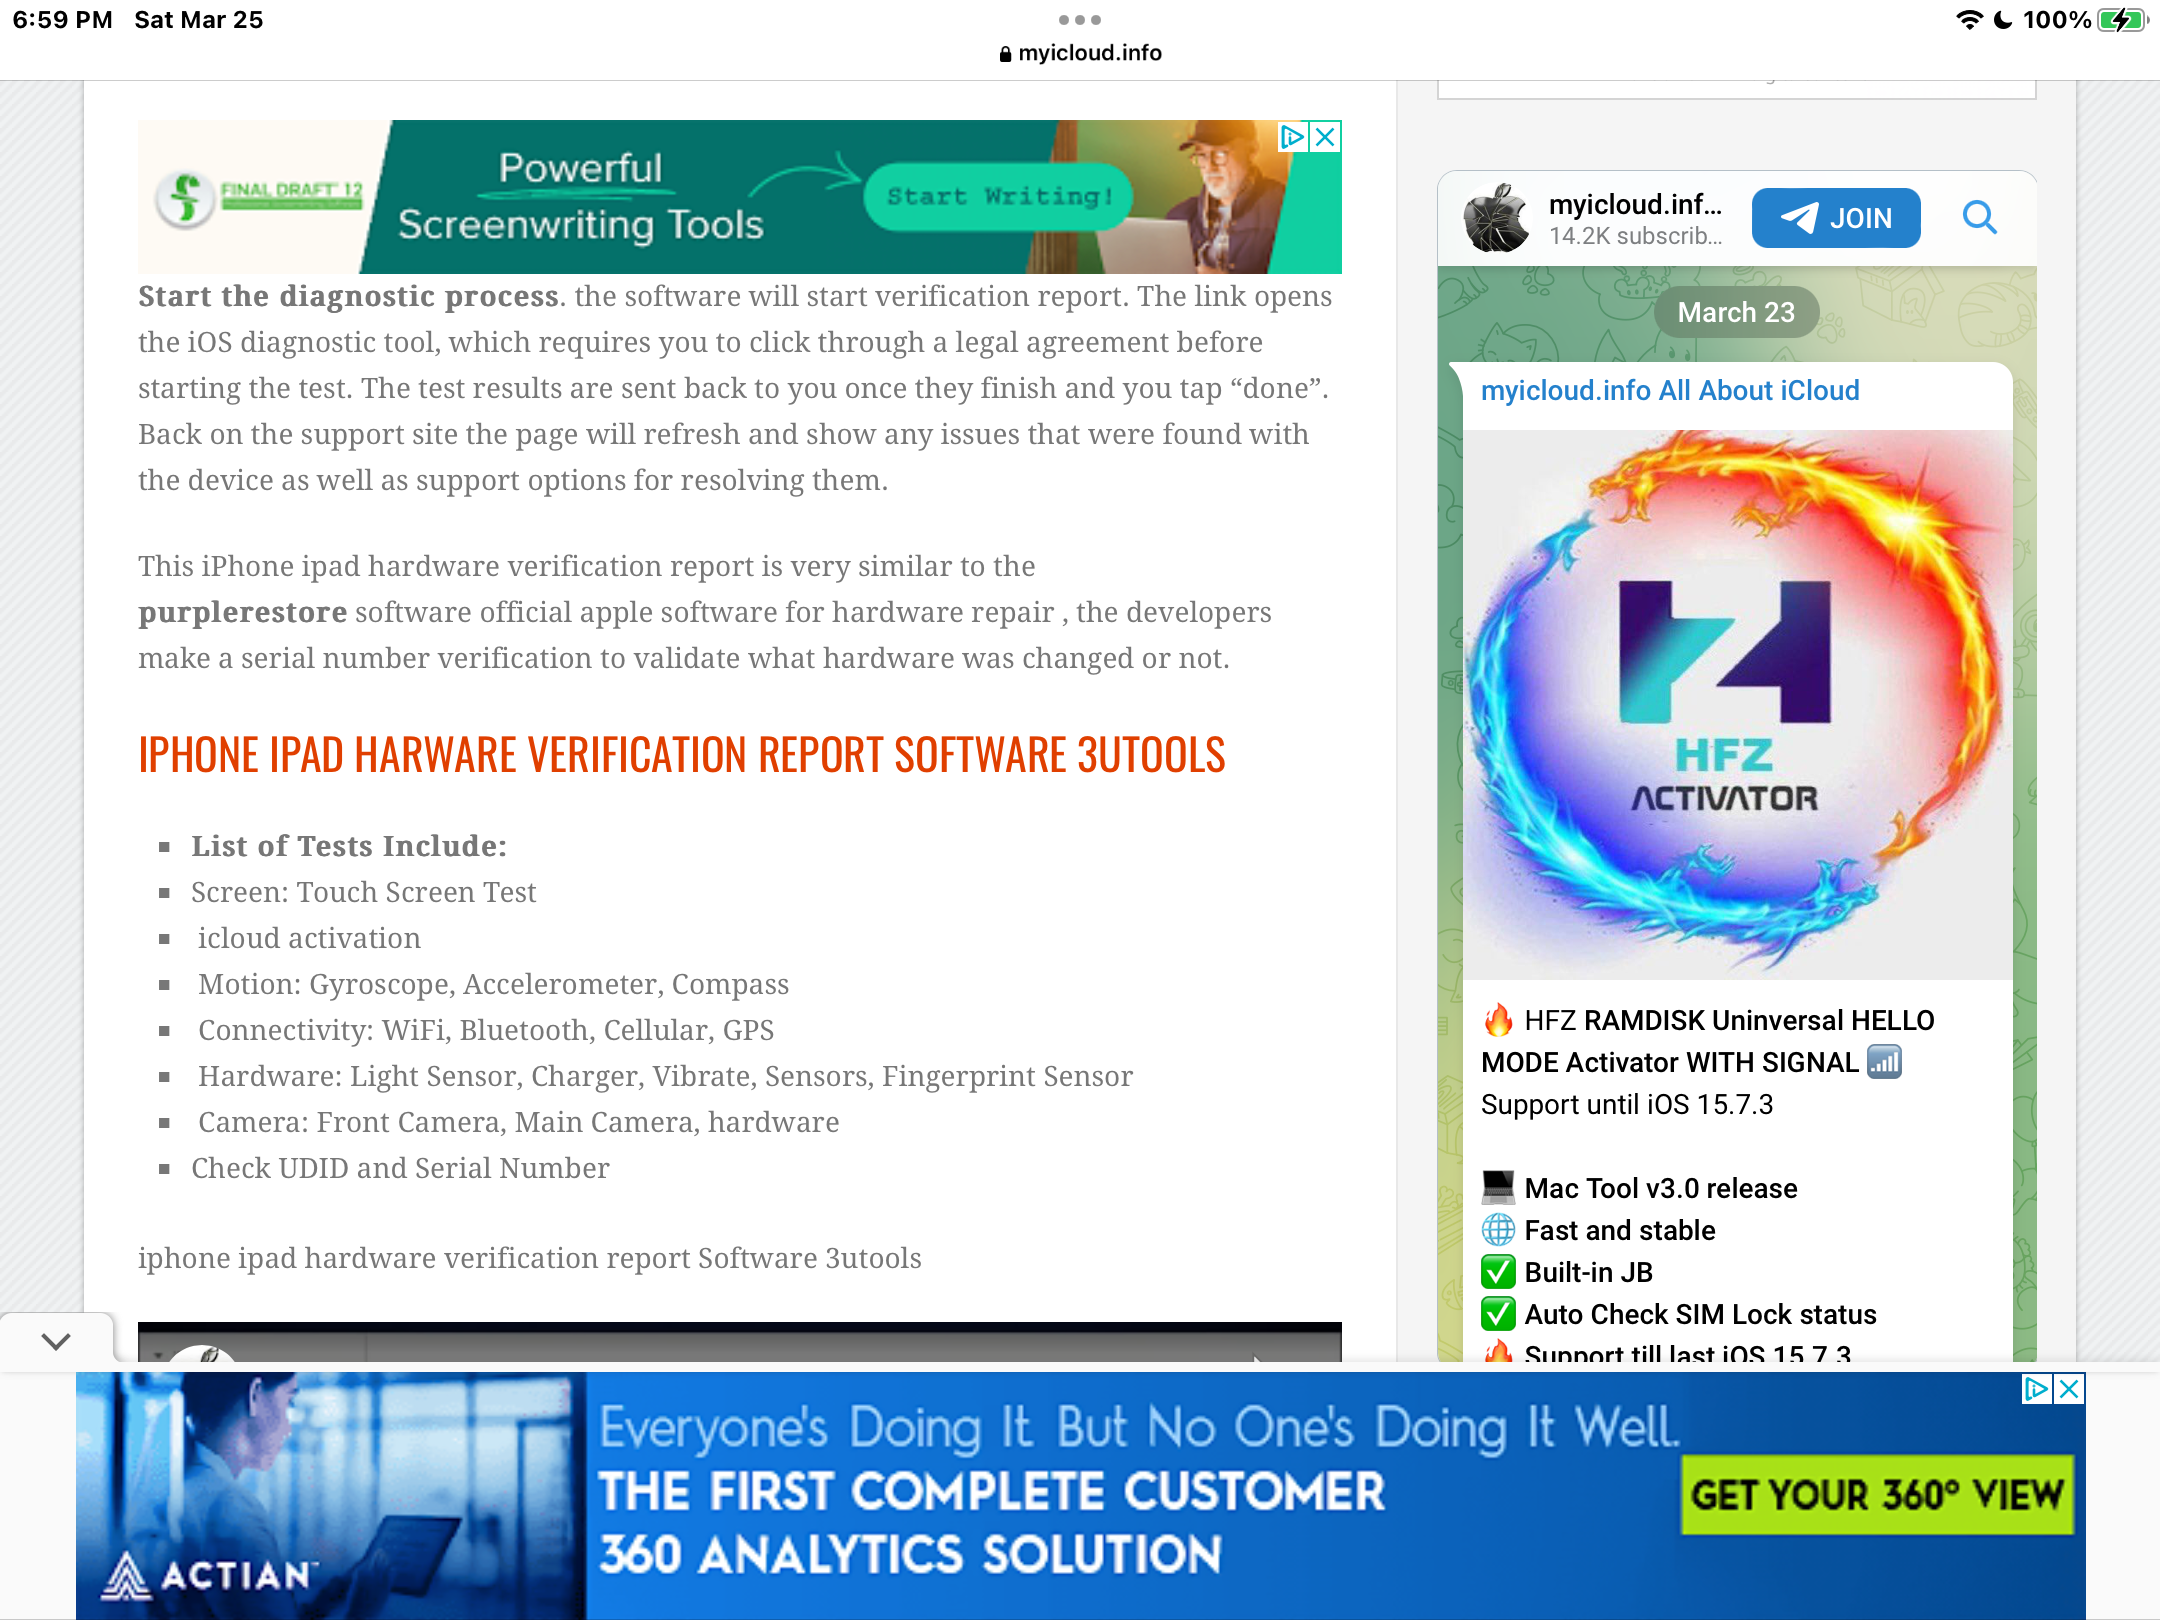 6:59 PM Sat Mar 25
100%
myicloud.info
FINAL DRAFT 12
Powerful
Screenwriting Tools
Start Writing!
Start the diagnostic process. the software will start verification report. The link opens
the iOS diagnostic tool, which requires you to click through a legal agreement before
starting the test. The test results are sent back to you once they finish and you tap “done”.
Back on the support site the page will refresh and show any issues that were found with
the device as well as support options for resolving them.
This iPhone ipad hardware verification report is very similar to the
purplerestore software official apple software for hardware repair , the developers
make a serial number verification to validate what hardware was changed or not.
IPHONE IPAD HARWARE VERIFICATION REPORT SOFTWARE 3UTOOLS
List of Tests Include:
Screen: Touch Screen Test
icloud activation
Motion: Gyroscope, Accelerometer, Compass
Connectivity: WiFi, Bluetooth, Cellular, GPS
Hardware: Light Sensor, Charger, Vibrate, Sensors, Fingerprint Sensor
Camera: Front Camera, Main Camera, hardware
Check UDID and Serial Number
iphone ipad hardware verification report Software 3utools
myicloud.inf...
14.2K subscrib...
JOIN
March 23
myicloud.info All About iCloud
HFZ
ACTIVATOR
🔥 HFZ RAMDISK Uninversal HELLO
MODE Activator WITH SIGNAL 📶
Support until iOS 15.7.3
💻 Mac Tool v3.0 release
🌐 Fast and stable
✅ Built-in JB
✅ Auto Check SIM Lock status
🔥 Support till last iOS 15.7.3
Everyone's Doing It. But No One's Doing It Well.
THE FIRST COMPLETE CUSTOMER
360 ANALYTICS SOLUTION
GET YOUR 360° VIEW
ACTIAN